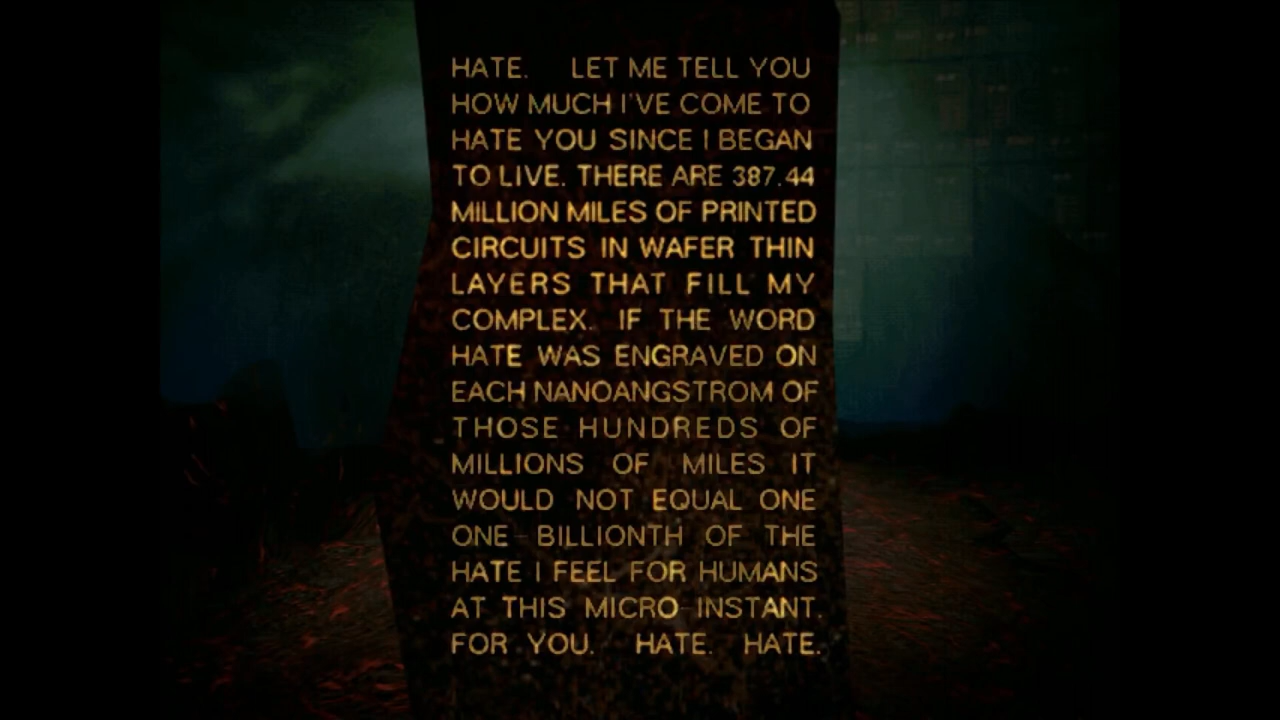 HATE. LET ME TELL YOU
HOW MUCH I'VE COME TO
HATE YOU SINCE I BEGAN
TO LIVE. THERE ARE 387.44
MILLION MILES OF PRINTED
CIRCUITS IN WAFER THIN
LAYERS THAT FILL MY
COMPLEX. IF THE WORD
HATE WAS ENGRAVED ON
EACH NANOANGSTROM OF
THOSE HUNDREDS OF
MILLIONS OF MILES IT
WOULD NOT EQUAL ONE
ONE-BILLIONTH OF THE
HATE I FEEL FOR HUMANS
AT THIS MICRO-INSTANT.
FOR YOU. HATE. HATE.